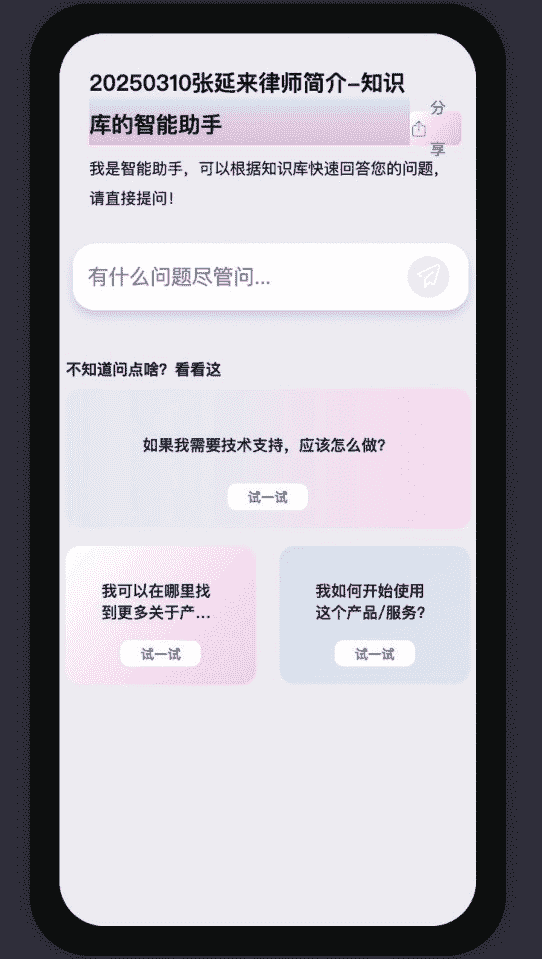 20250310张延来律师简介-知识
库的智能助手
分
享
我是智能助手，可以根据知识库快速回答您的问题，
请直接提问！
有什么问题尽管问...
不知道问点啥？看看这
如果我需要技术支持，应该怎么做？
试一试
我可以在哪里找
到更多关于产...
试一试
我如何开始使用
这个产品/服务？
试一试